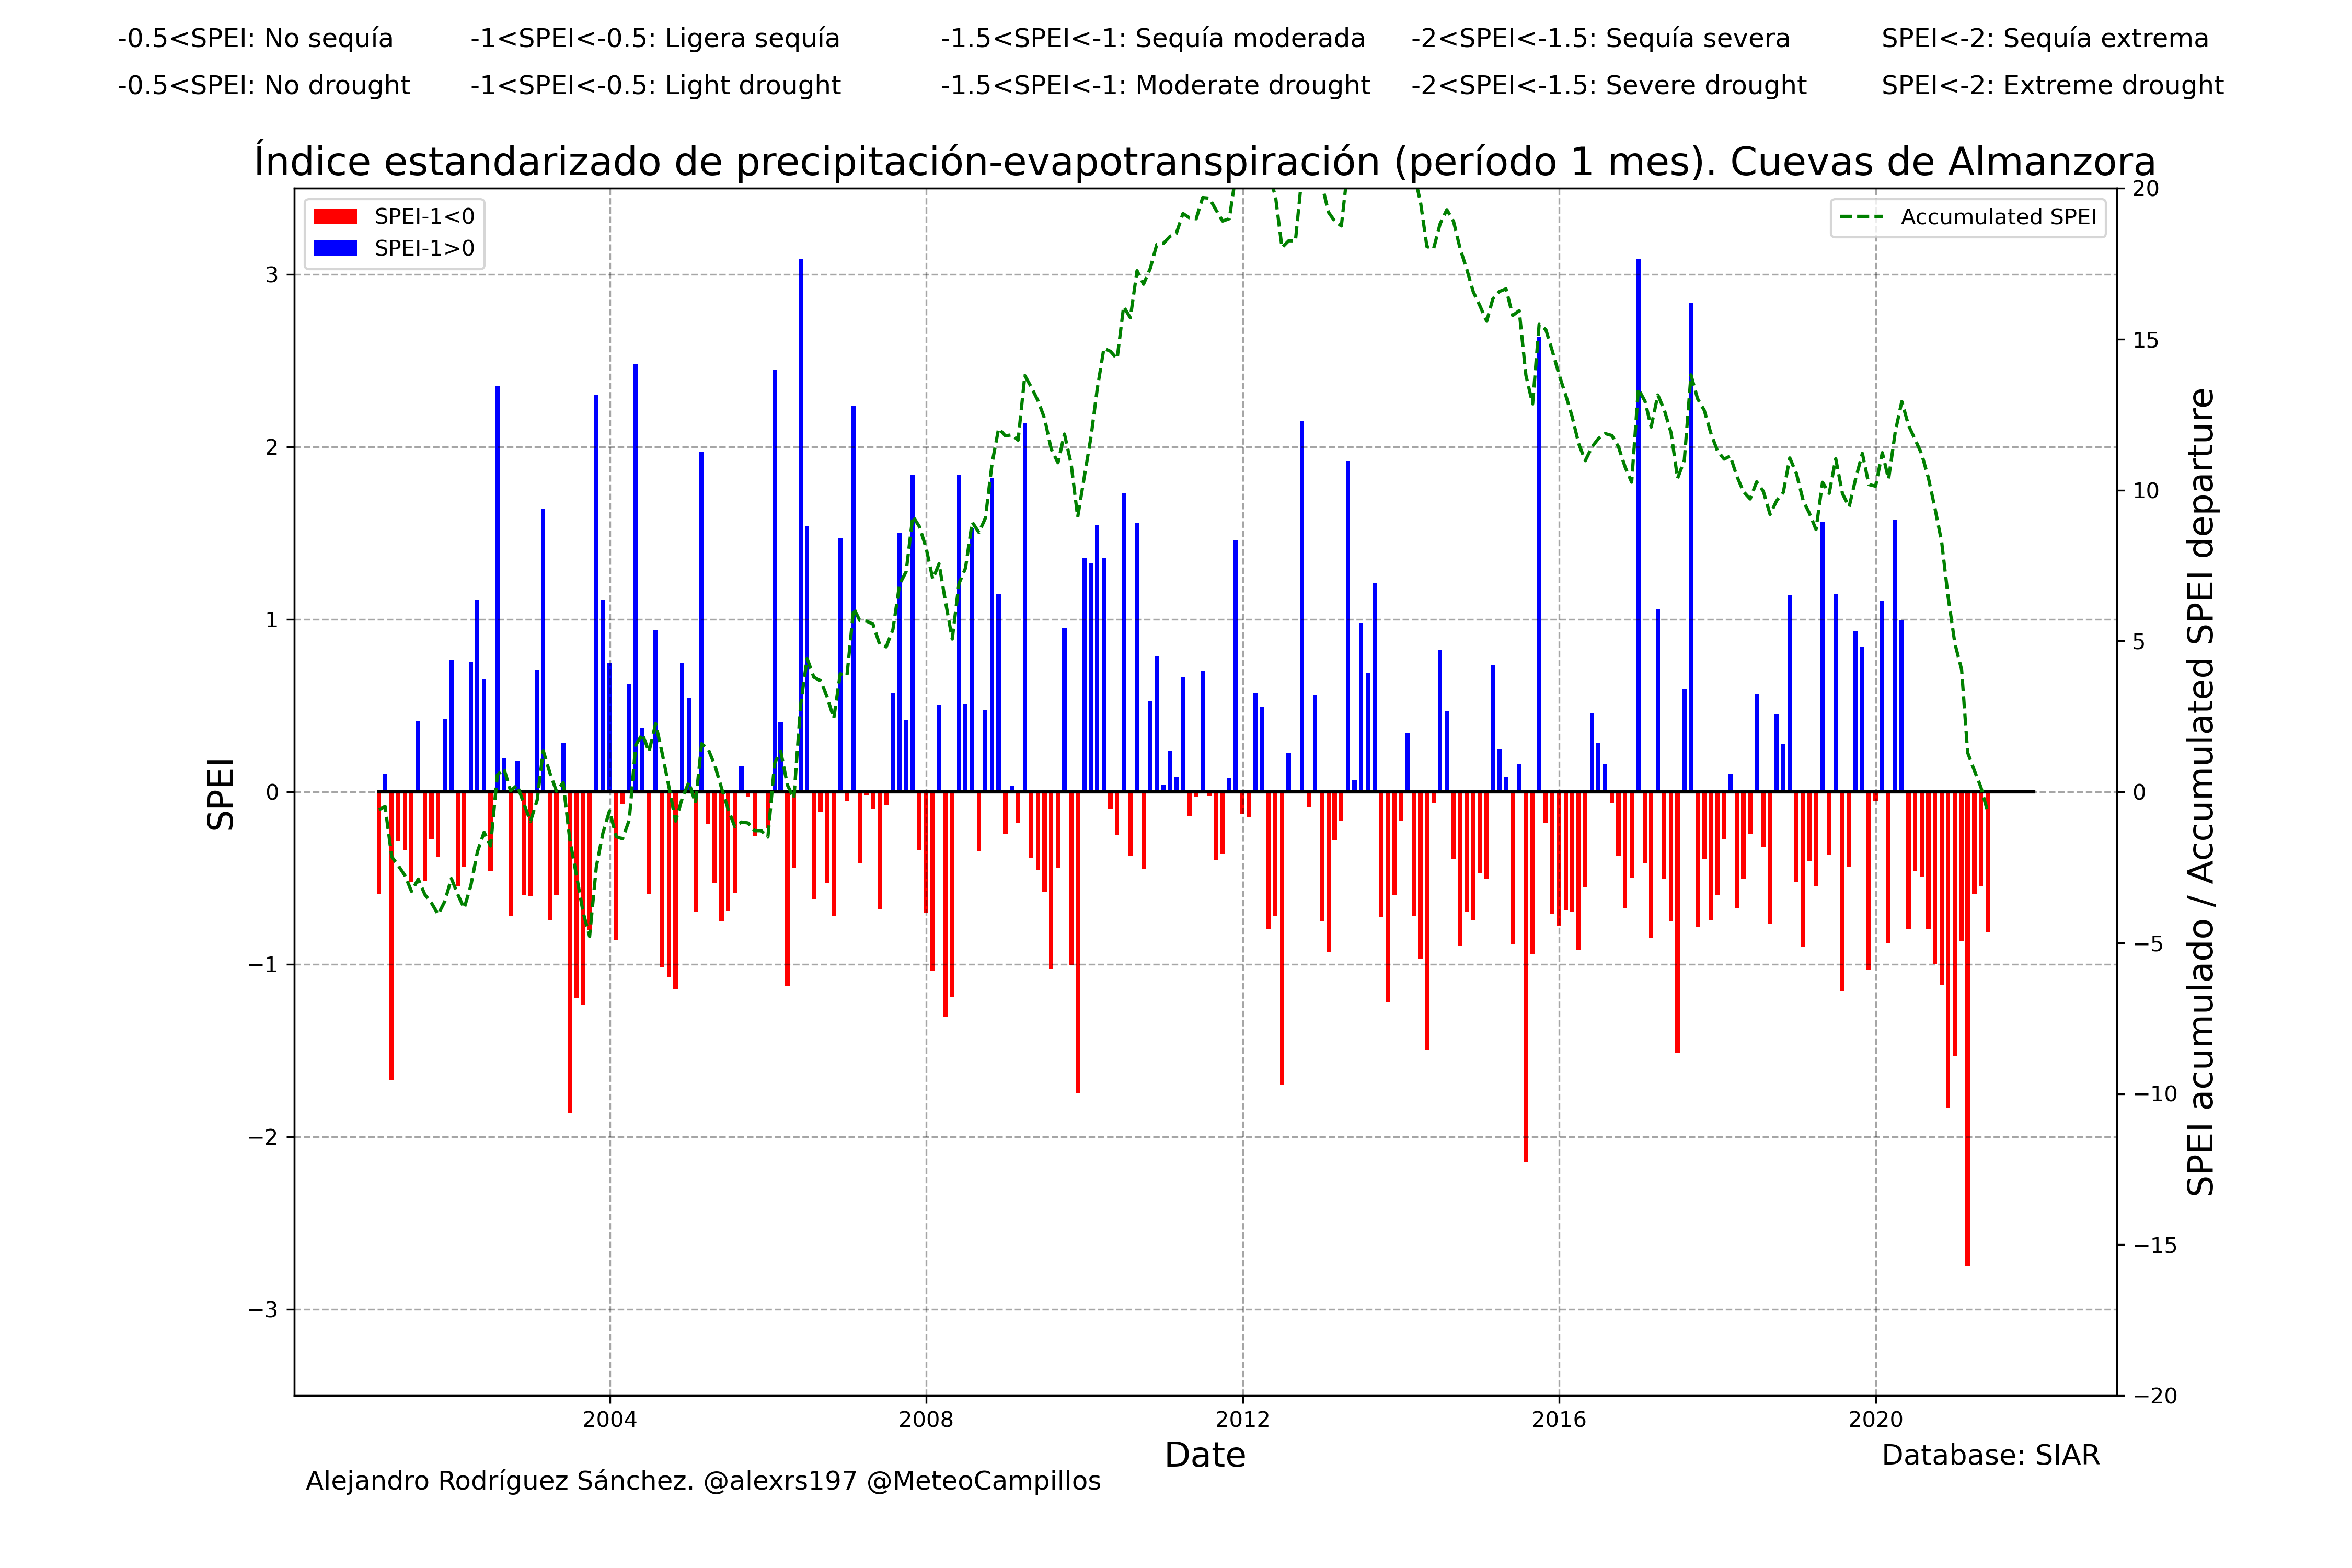 -0.5<SPEI: No sequía -1<SPEI<-0.5: Ligera sequía -1.5<SPEI<-1: Sequía moderada -2<SPEI<-1.5: Sequía severa SPEI<-2: Sequía extrema
-0.5<SPEI: No drought -1<SPEI<-0.5: Light drought -1.5<SPEI<-1: Moderate drought -2<SPEI<-1.5: Severe drought SPEI<-2: Extreme drought
Índice estandarizado de precipitación-evapotranspiración (período 1 mes). Cuevas de Almanzora
SPEI-1<0
SPEI-1>0
Accumulated SPEI
SPEI
3
2
1
0
−1
−2
−3
20
15
10
5
0
−5
−10
−15
−20
SPEI acumulado / Accumulated SPEI departure
2004 2008 2012 2016 2020
Date
Database: SIAR
Alejandro Rodríguez Sánchez. @alexrs197 @MeteoCampillos